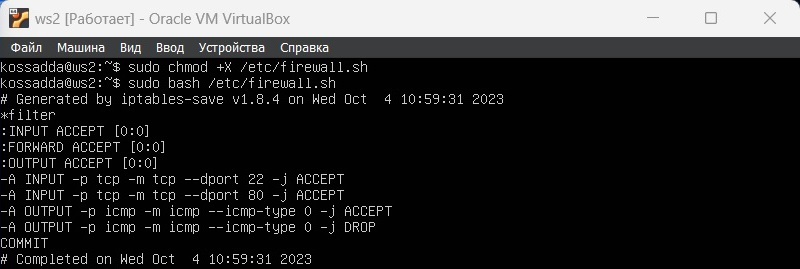 ws2 [Работает] - Oracle VM VirtualBox
Файл Машина Вид Ввод Устройства Справка
kossadda@ws2:~$ sudo chmod +X /etc/firewall.sh
kossadda@ws2:~$ sudo bash /etc/firewall.sh
# Generated by iptables-save v1.8.4 on Wed Oct  4 10:59:31 2023
*filter
:INPUT ACCEPT [0:0]
:FORWARD ACCEPT [0:0]
:OUTPUT ACCEPT [0:0]
-A INPUT -p tcp -m tcp --dport 22 -j ACCEPT
-A INPUT -p tcp -m tcp --dport 80 -j ACCEPT
-A OUTPUT -p icmp -m icmp --icmp-type 0 -j ACCEPT
-A OUTPUT -p icmp -m icmp --icmp-type 0 -j DROP
COMMIT
# Completed on Wed Oct  4 10:59:31 2023